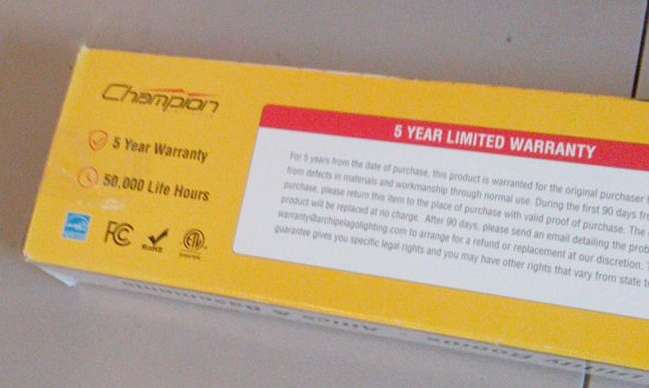 Champion
5 Year Warranty
50,000 Life Hours
FC
RoHS
5 YEAR LIMITED WARRANTY
For 5 years from the date of purchase, this product is warranted for the original purchaser
from defects in materials and workmanship through normal use. During the first 90 days
purchase, please return this item to the place of purchase with valid proof of purchase. The
product will be replaced at no charge. After 90 days, please send an email detailing the
warranty@archipelagolighting.com to arrange for a refund or replacement at our discretion.
guarantee gives you specific legal rights and you may have other rights that vary from state
Attics & Basements
Utility Rooms